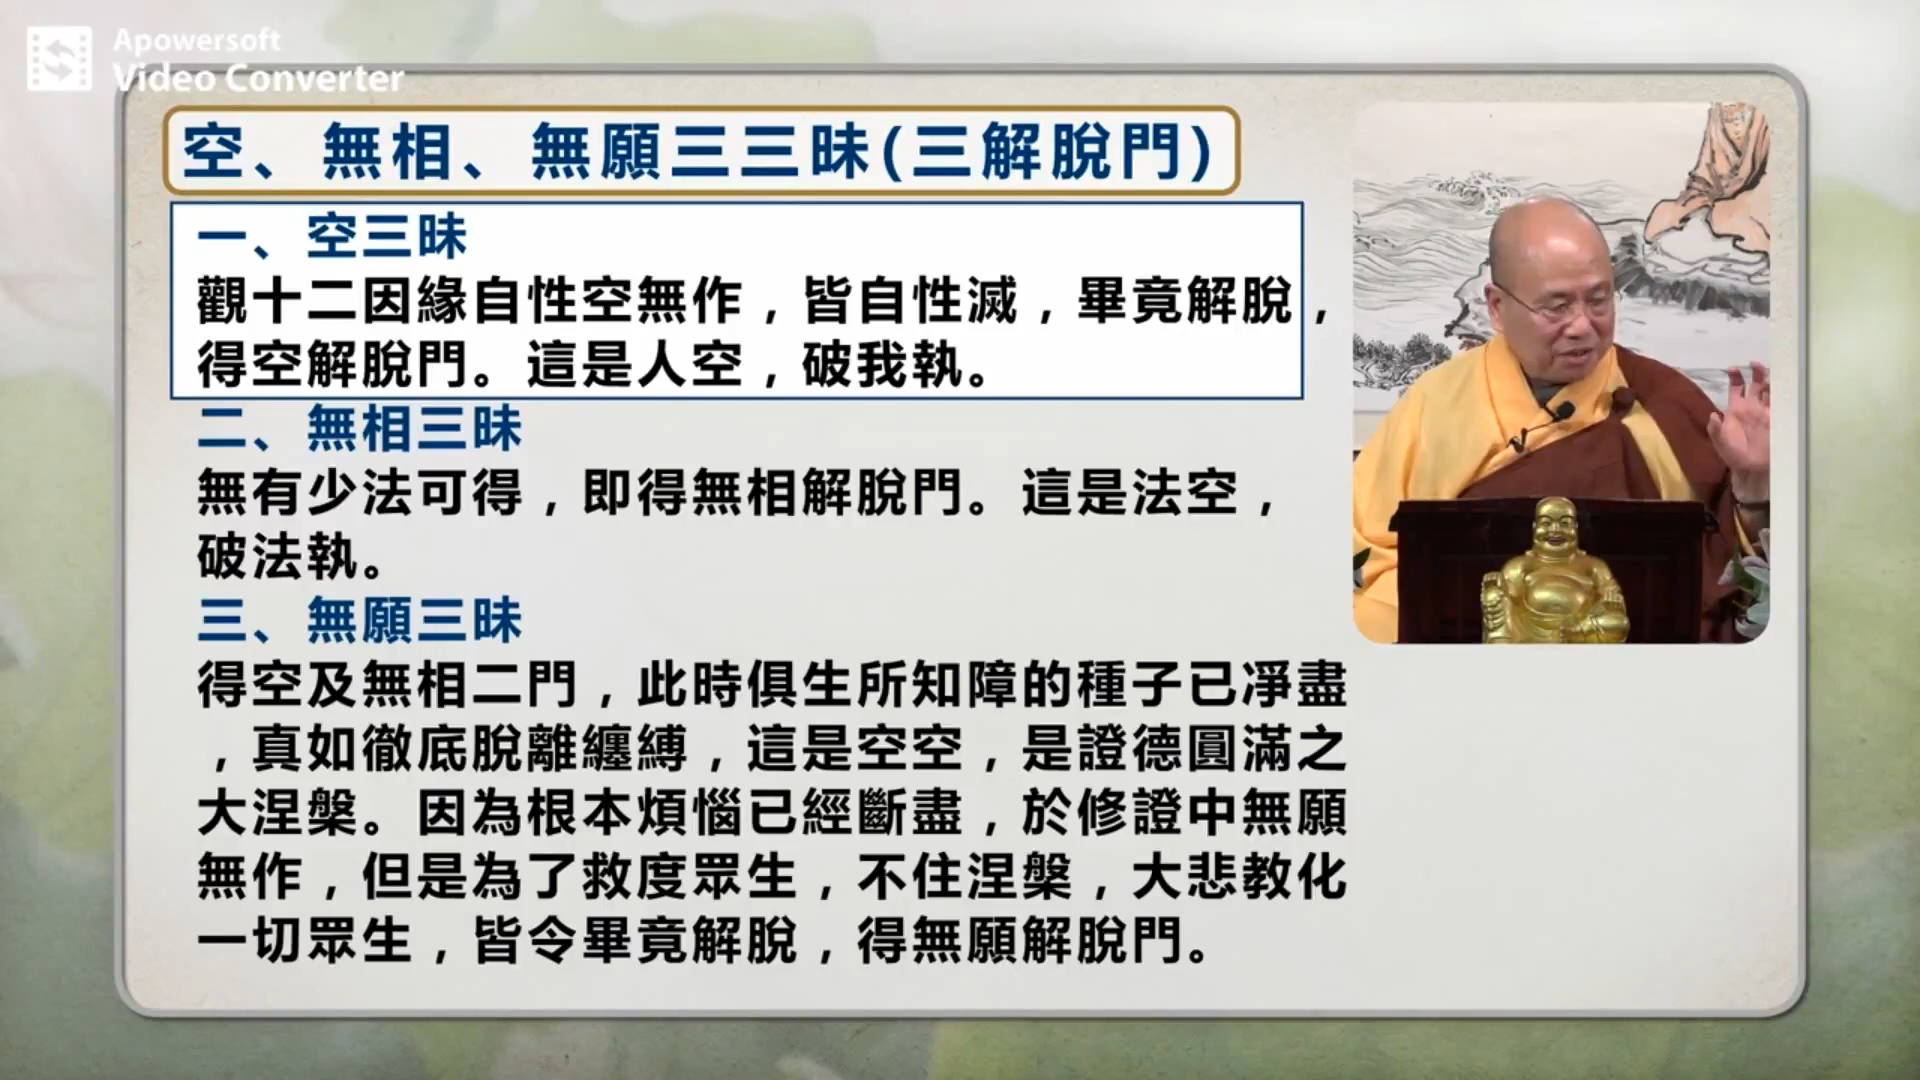 Apowersoft
Video Converter
空、無相、無願三三昧(三解脫門)
一、空三昧
觀十二因緣自性空無作，皆自性滅，畢竟解脫，
得空解脫門。這是人空，破我執。
二、無相三昧
無有少法可得，即得無相解脫門。這是法空，
破法執。
三、無願三昧
得空及無相二門，此時俱生所知障的種子已淨盡
，真如徹底脫離纏縛，這是空空，是證德圓滿之
大涅槃。因為根本煩惱已經斷盡，於修證中無願
無作，但是為了救度眾生，不住涅槃，大悲教化
一切眾生，皆令畢竟解脫，得無願解脫門。